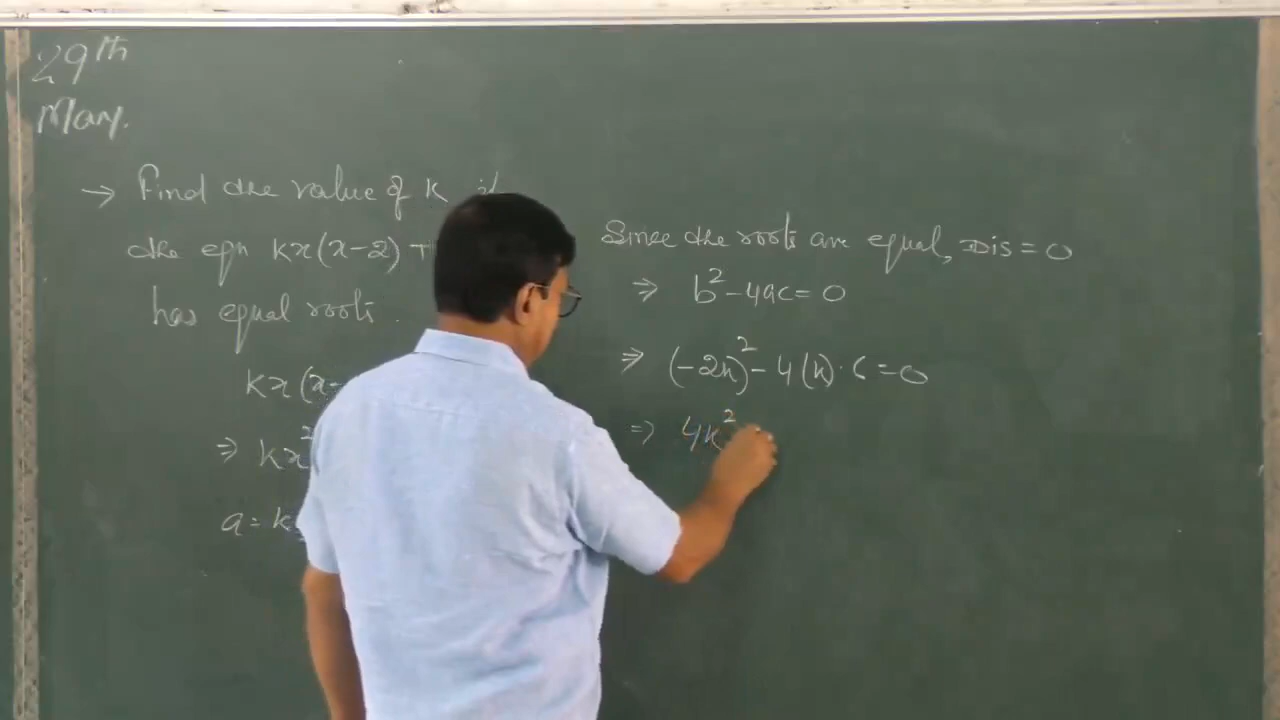 29th
May.
→ Find the value of K if
the eqn Kx(x-2) +
has equal roots.
Kx(x-
⇒ Kx²
a = k
Since the roots are equal, Dis = 0
⇒ b² - 4ac = 0
⇒ (-2k)² - 4(k)·6 = 0
⇒ 4k²